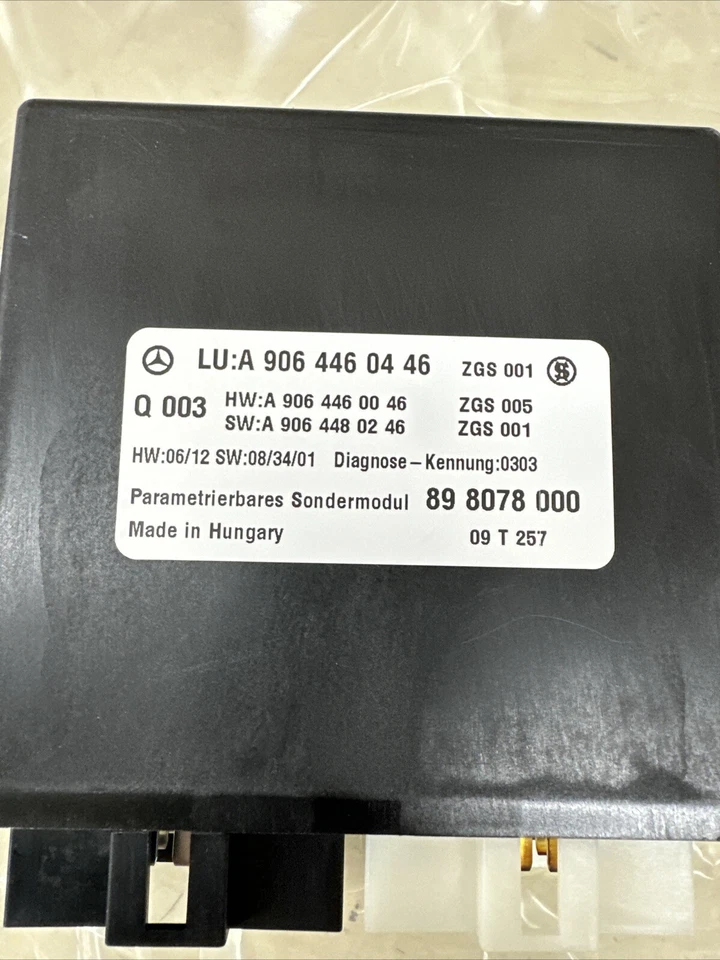 LU:A 906 446 04 46 ZGS 001
Q 003 HW:A 906 446 00 46 ZGS 005
SW:A 906 448 02 46 ZGS 001
HW:06/12 SW:08/34/01 Diagnose-Kennung:0303
Parametrierbares Sondermodul 89 8078 000
Made in Hungary 09 T 257